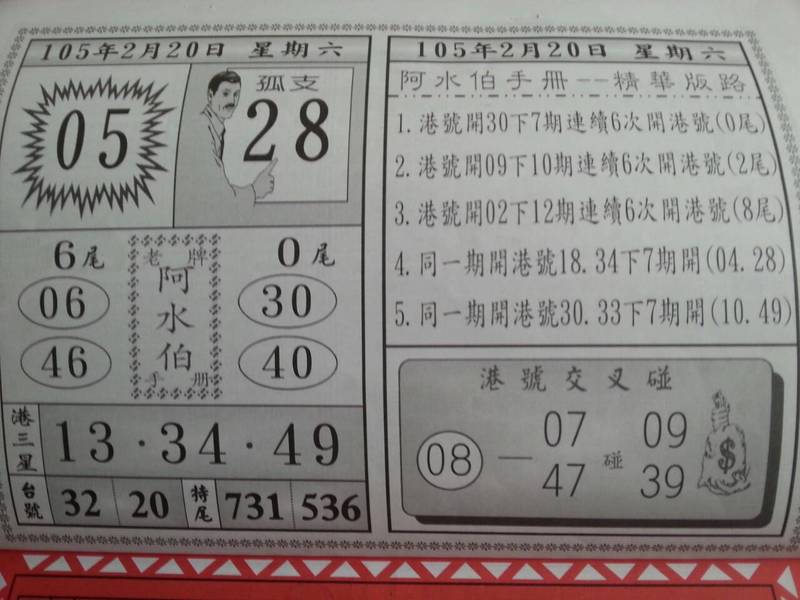 105年2月20日 星期六
05
孤支
28
6尾
06
46
老牌
阿水伯
手冊
0尾
30
40
港三星
13·34·49
台號
32 20
特尾
731 536
105年2月20日 星期六
阿水伯手冊--精華版路
1.港號開30下7期連續6次開港號(0尾)
2.港號開09下10期連續6次開港號(2尾)
3.港號開02下12期連續6次開港號(8尾)
4.同一期開港號18.34下7期開(04.28)
5.同一期開港號30.33下7期開(10.49)
港號交叉碰
08 — 07 47 碰 09 39
$